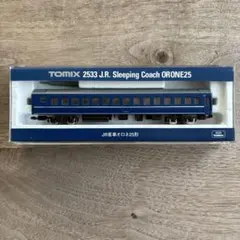 TOMIX 2533 J.R. Sleeping Coach ORONE25
JR客車オロネ25形